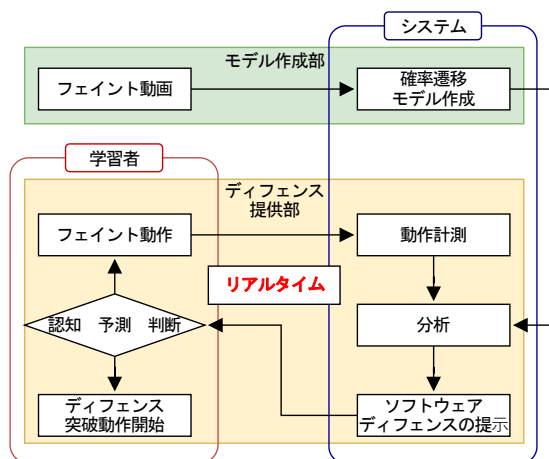 システム
モデル作成部
フェイント動画
確率遷移
モデル作成
学習者
ディフェンス
提供部
フェイント動作
動作計測
リアルタイム
認知 予測 判断
分析
ディフェンス
突破動作開始
ソフトウェア
ディフェンスの提示